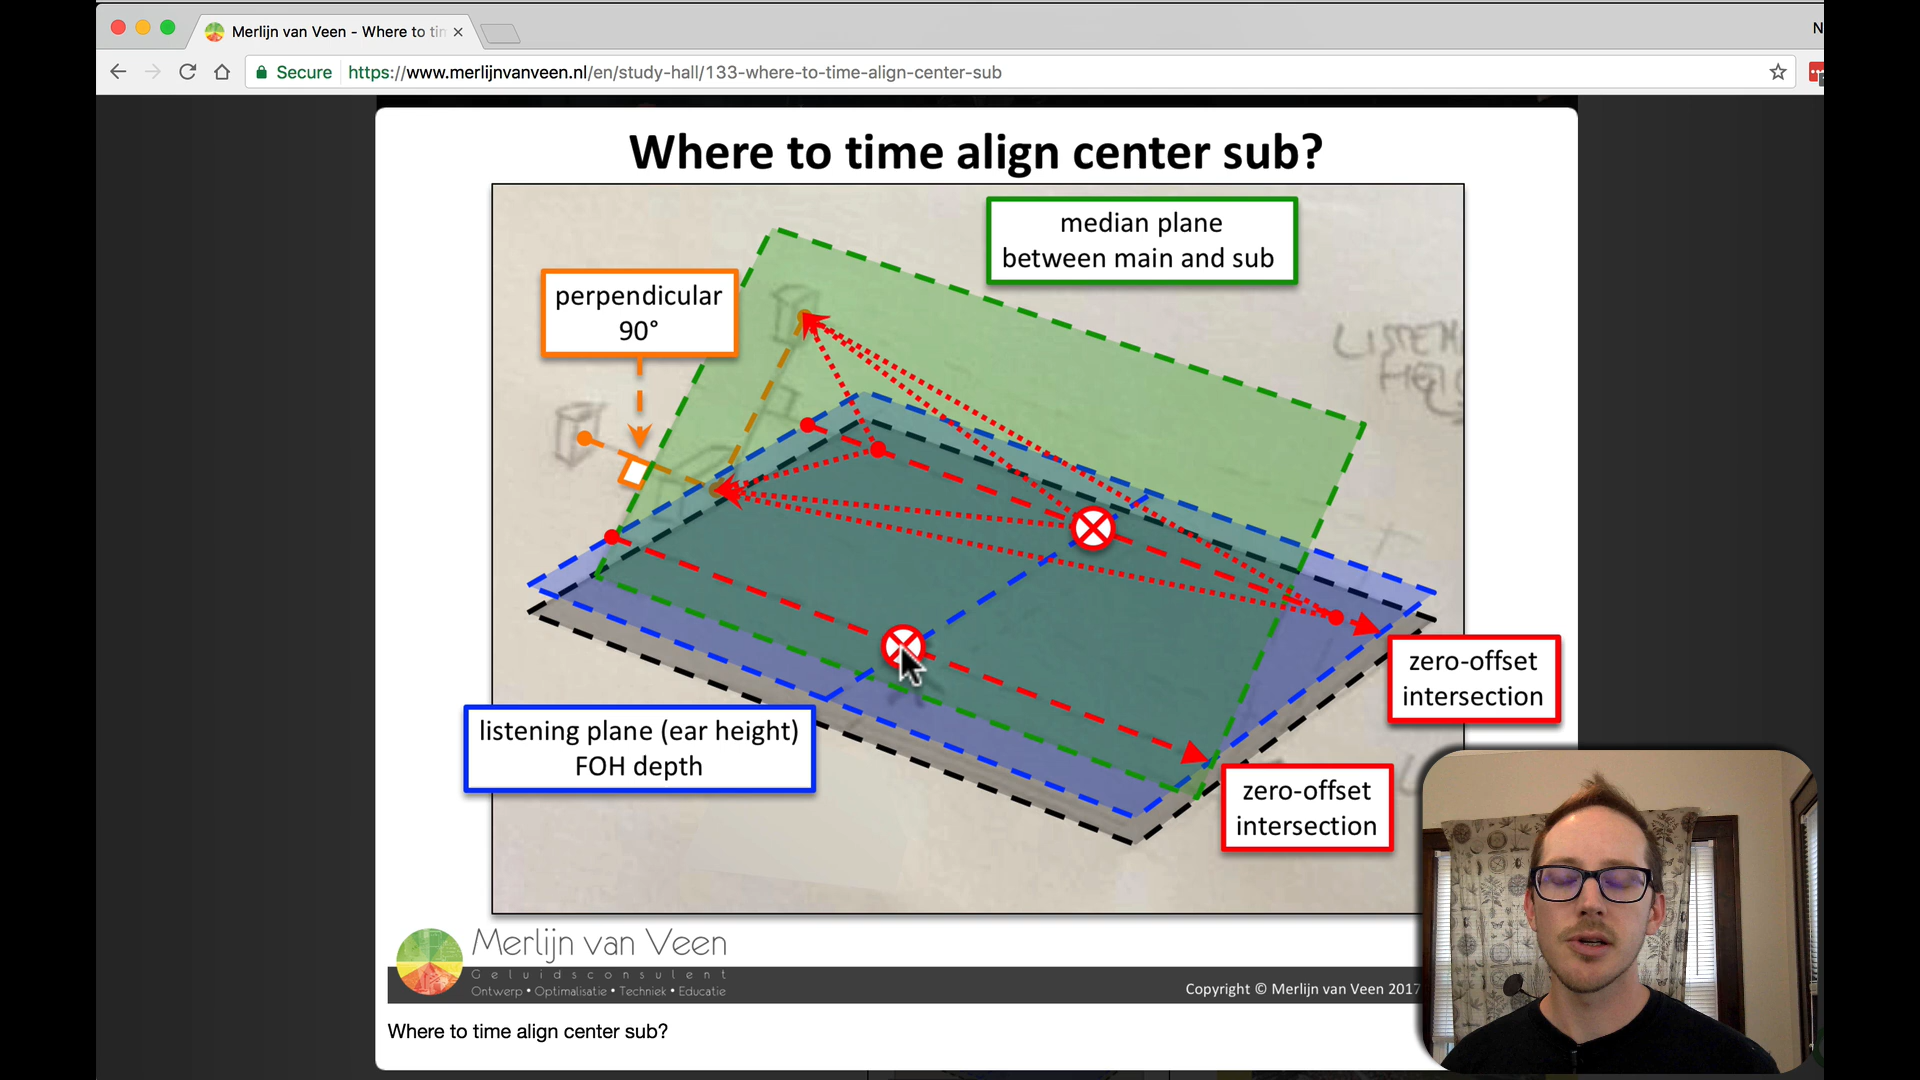 Merlijn van Veen - Where to tim
N
Secure
https://www.merlijnvanveen.nl/en/study-hall/133-where-to-time-align-center-sub
Where to time align center sub?
median plane
between main and sub
perpendicular
90°
LISTEN
zero-offset
intersection
listening plane (ear height)
FOH depth
zero-offset
intersection
Merlijn van Veen
Geluidsconsulent
Ontwerp • Optimalisatie • Techniek • Educatie
Copyright © Merlijn van Veen 2017
Where to time align center sub?